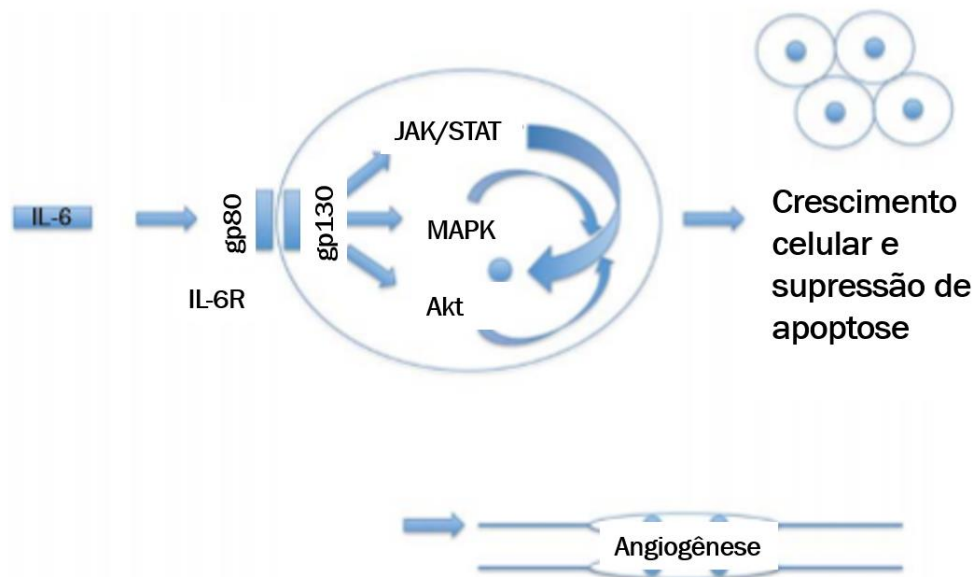 IL-6
gp80
gp130
IL-6R
JAK/STAT
MAPK
Akt
Crescimento
celular e
supressão de
apoptose
Angiogênese